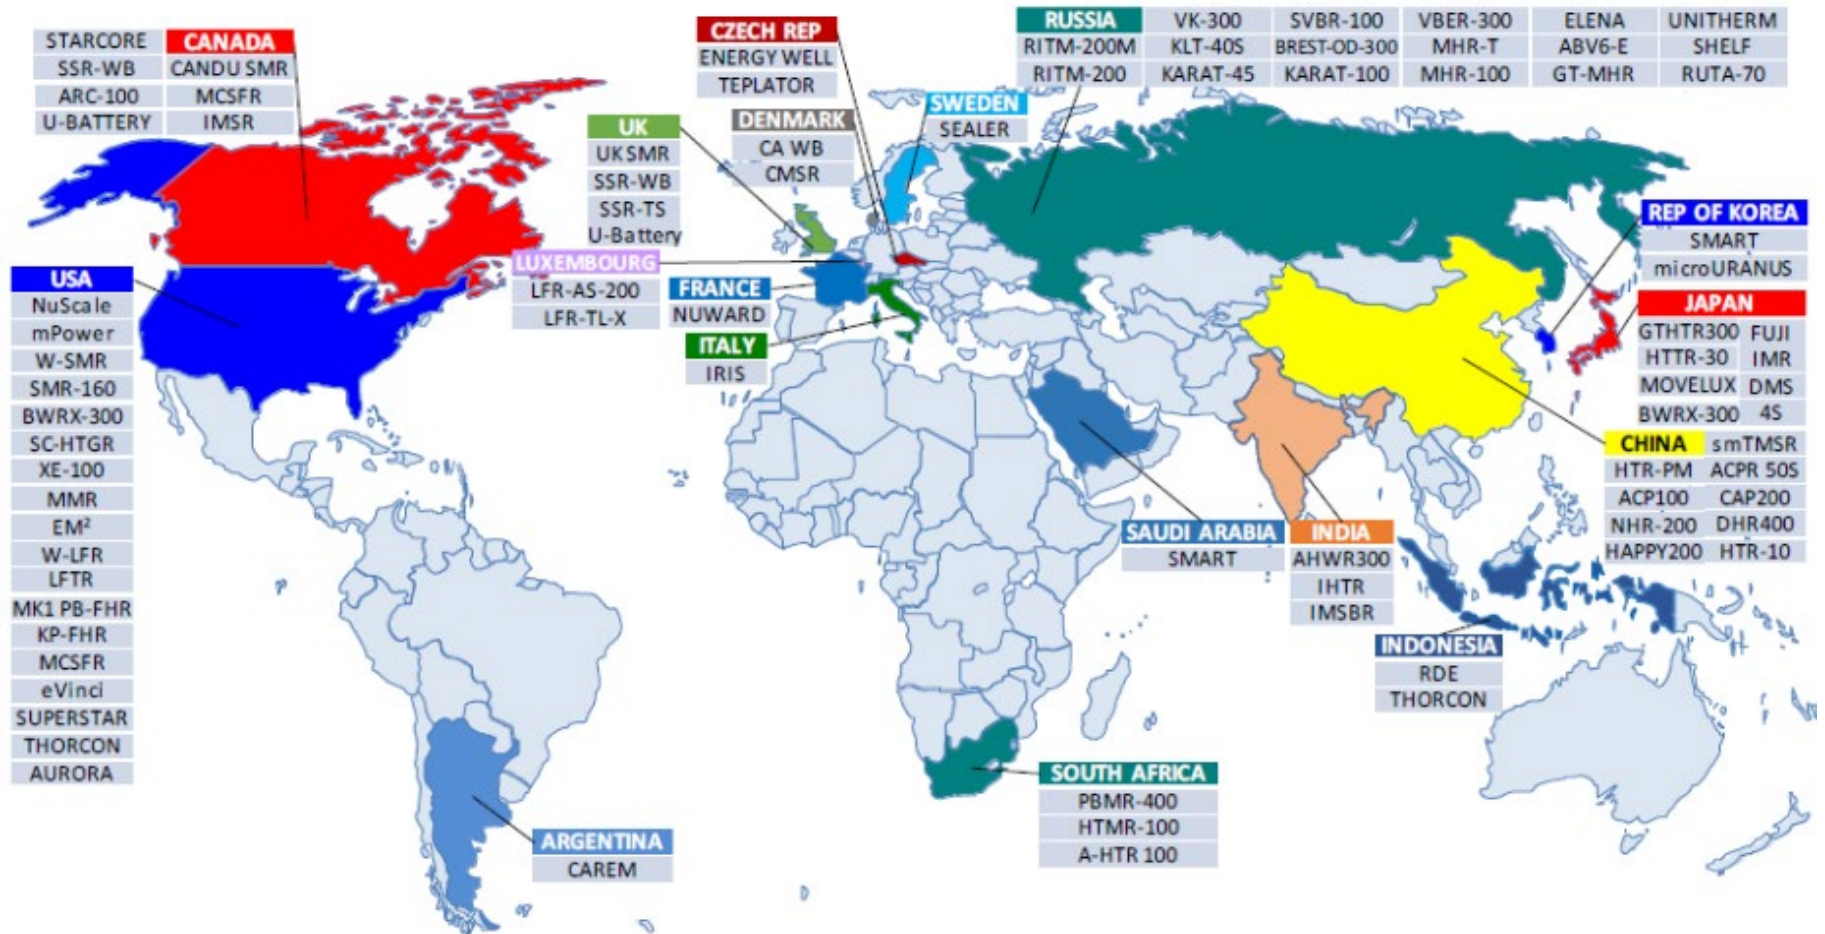 STARCORE CANADA
SSR-WB CANDU SMR
ARC-100 MCSFR
U-BATTERY IMSR
CZECH REP
ENERGY WELL
TEPLATOR
RUSSIA VK-300 SVBR-100 VBER-300 ELENA UNITHERM
RITM-200M KLT-40S BREST-OD-300 MHR-T ABV6-E SHELF
RITM-200 KARAT-45 KARAT-100 MHR-100 GT-MHR RUTA-70
SWEDEN
SEALER
DENMARK
CA WB
CMSR
UK
UKSMR
SSR-WB
SSR-TS
U-Battery
LUXEMBOURG
LFR-AS-200
LFR-TL-X
FRANCE
NUWARD
ITALY
IRIS
REP OF KOREA
SMART
microURANUS
JAPAN
GTHTR300 FUJI
HTTR-30 IMR
MOVELUX DMS
BWRX-300 4S
CHINA smTMSR
HTR-PM ACPR 50S
ACP100 CAP200
NHR-200 DHR400
HAPPY200 HTR-10
USA
NuScale
mPower
W-SMR
SMR-160
BWRX-300
SC-HTGR
XE-100
MMR
EM²
W-LFR
LFTR
MK1 PB-FHR
KP-FHR
MCSFR
eVinci
SUPERSTAR
THORCON
AURORA
SAUDI ARABIA
SMART
INDIA
AHWR300
IHTR
IMSBR
INDONESIA
RDE
THORCON
SOUTH AFRICA
PBMR-400
HTMR-100
A-HTR 100
ARGENTINA
CAREM